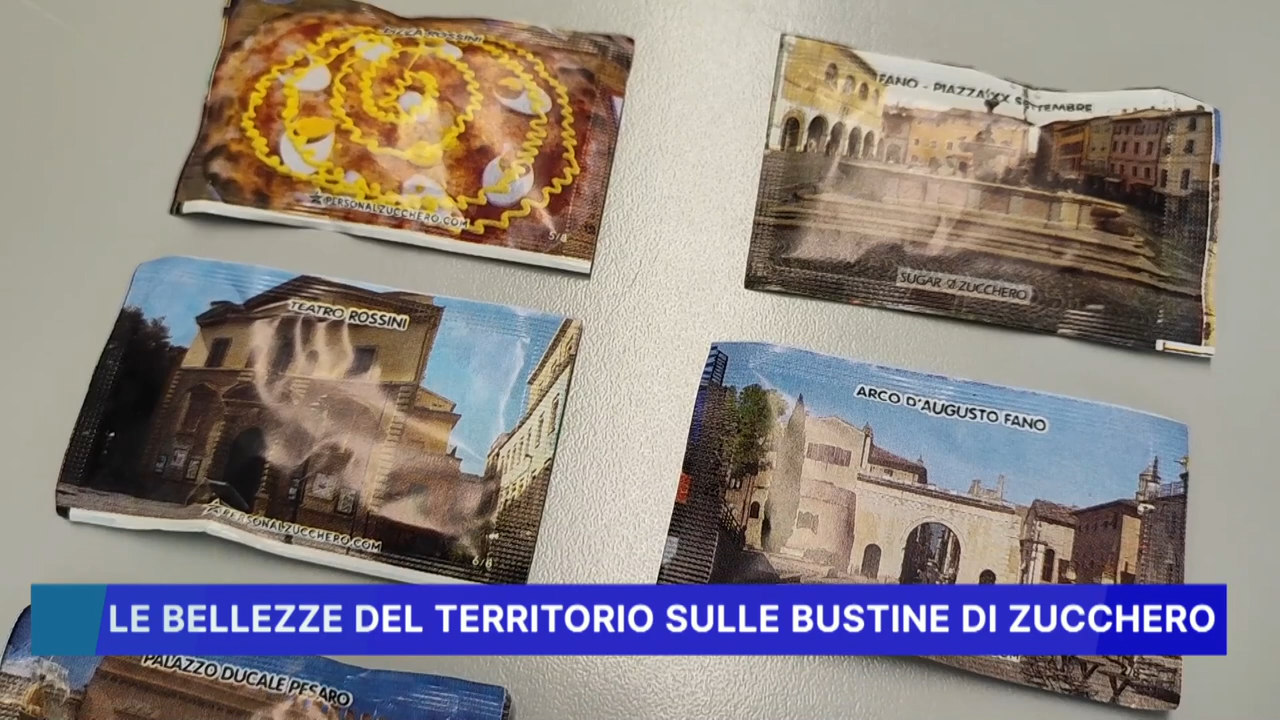 PIZZA ROSSINI
PERSONALZUCCHERO.COM
5/8
FANO - PIAZZA XX SETTEMBRE
SUGAR Ø ZUCCHERO
TEATRO ROSSINI
PERSONALZUCCHERO.COM
6/8
ARCO D'AUGUSTO FANO
LE BELLEZZE DEL TERRITORIO SULLE BUSTINE DI ZUCCHERO
PALAZZO DUCALE PESARO